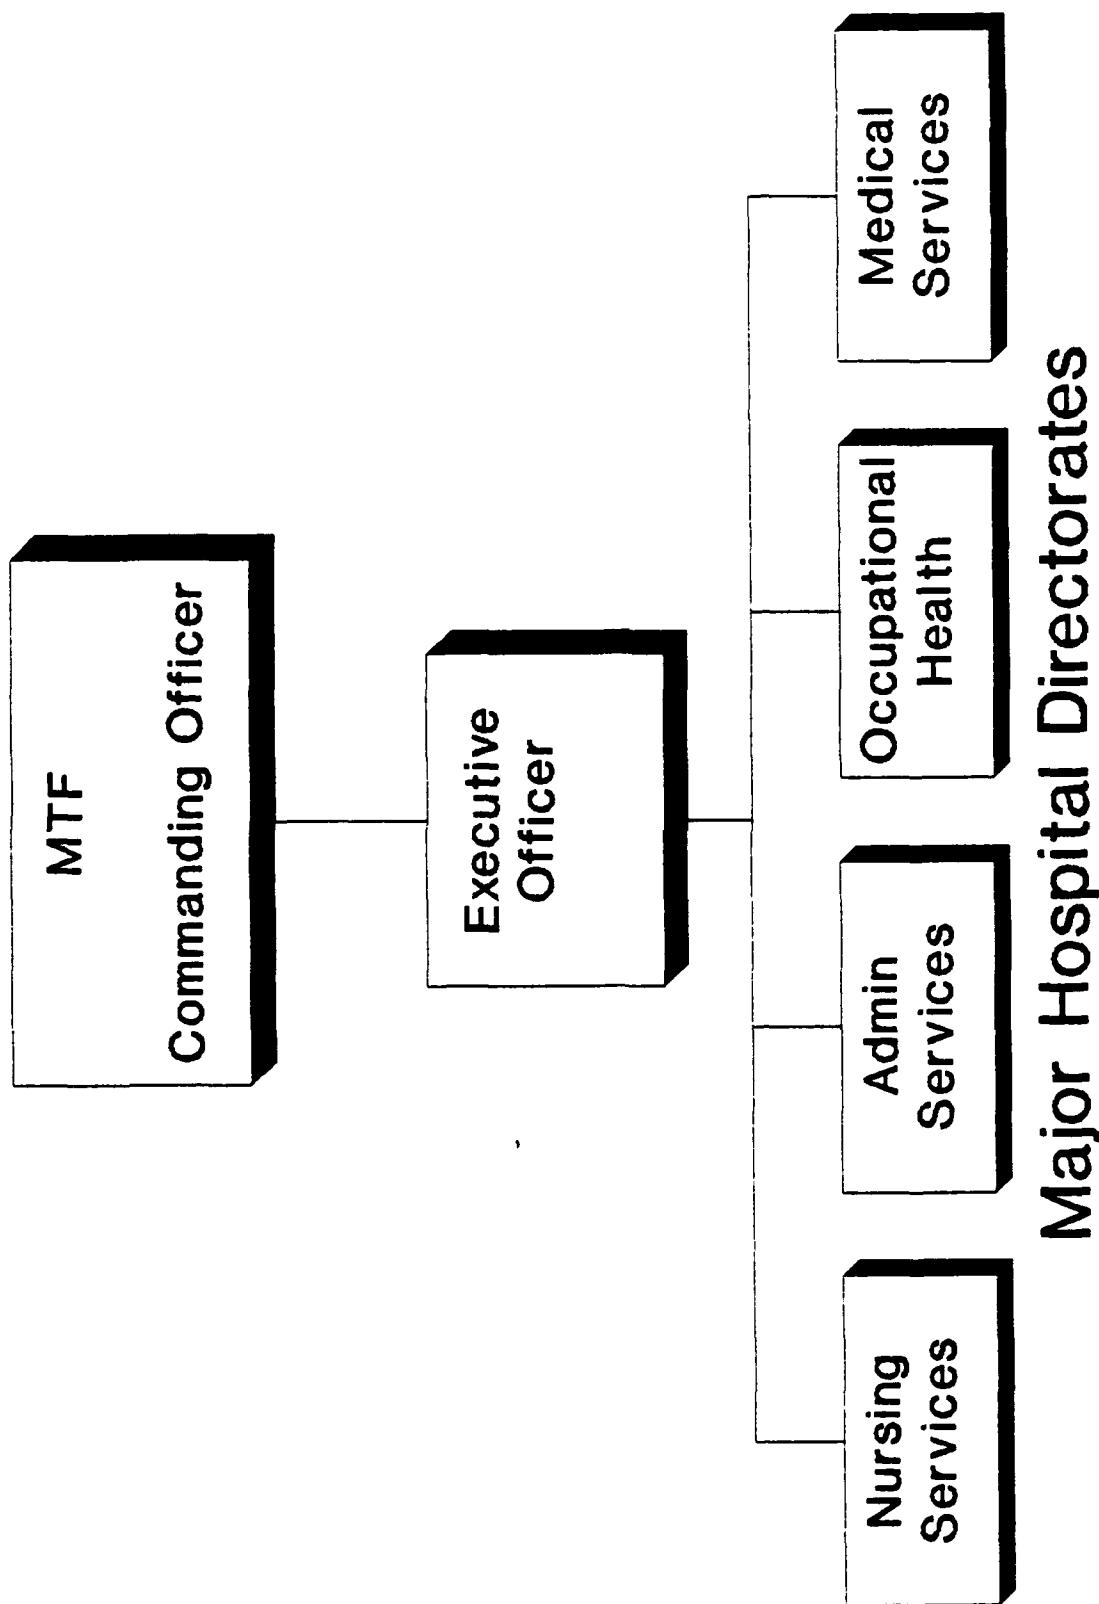 MTF
Commanding Officer
Executive
Officer
Nursing
Services
Admin
Services
Occupational
Health
Medical
Services
Major Hospital Directorates